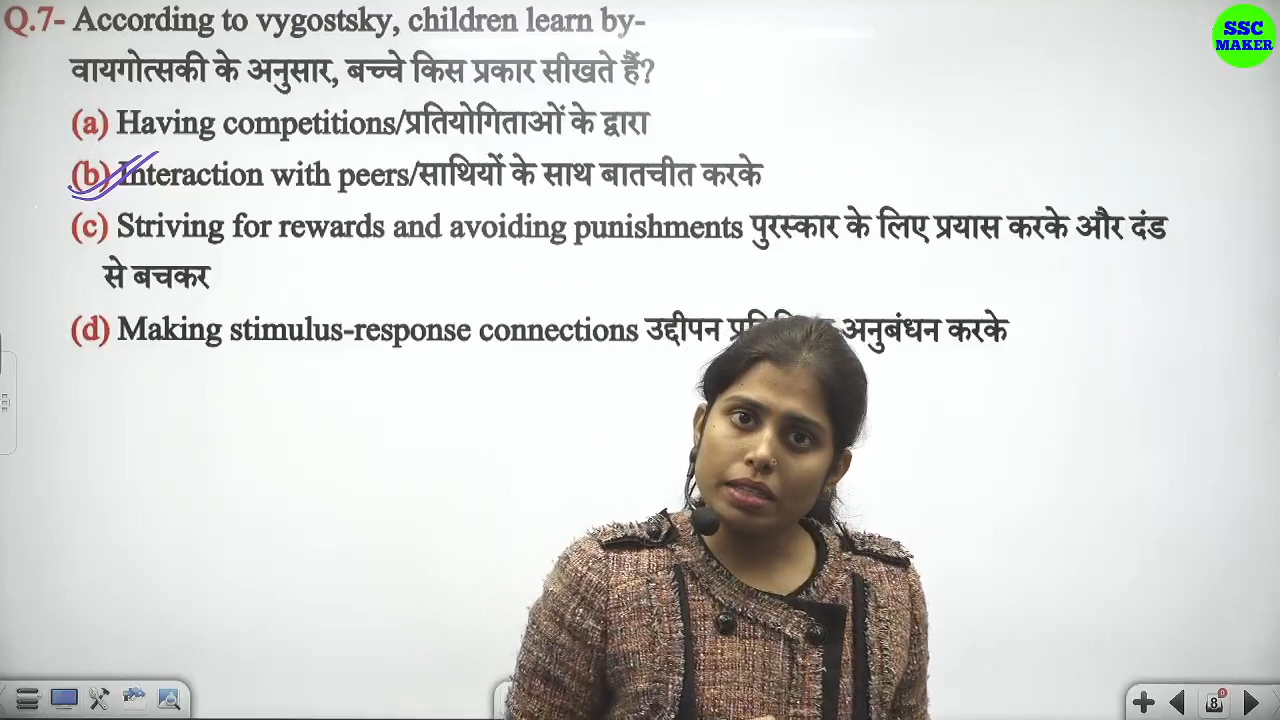 Q.7- According to vygostsky, children learn by-
वायगोत्सकी के अनुसार, बच्चे किस प्रकार सीखते हैं?
(a) Having competitions/प्रतियोगिताओं के द्वारा
(b) Interaction with peers/साथियों के साथ बातचीत करके
(c) Striving for rewards and avoiding punishments पुरस्कार के लिए प्रयास करके और दंड
से बचकर
(d) Making stimulus-response connections उद्दीपन अनुबंधन करके
SSC
MAKER
8
0